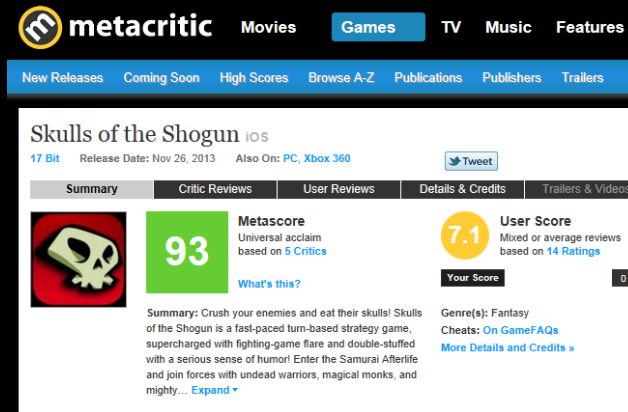 m metacritic Movies Games TV Music Features
New Releases Coming Soon High Scores Browse A-Z Publications Publishers Trailers
Skulls of the Shogun iOS
17 Bit Release Date: Nov 26, 2013 Also On: PC, Xbox 360
Tweet
Summary Critic Reviews User Reviews Details & Credits Trailers & Videos
93
Metascore
Universal acclaim
based on 5 Critics
What's this?
7.1
User Score
Mixed or average reviews
based on 14 Ratings
Your Score 0
Summary: Crush your enemies and eat their skulls! Skulls
of the Shogun is a fast-paced turn-based strategy game,
supercharged with fighting-game flare and double-stuffed
with a serious sense of humor! Enter the Samurai Afterlife
and join forces with undead warriors, magical monks, and
mighty… Expand
Genre(s): Fantasy
Cheats: On GameFAQs
More Details and Credits »